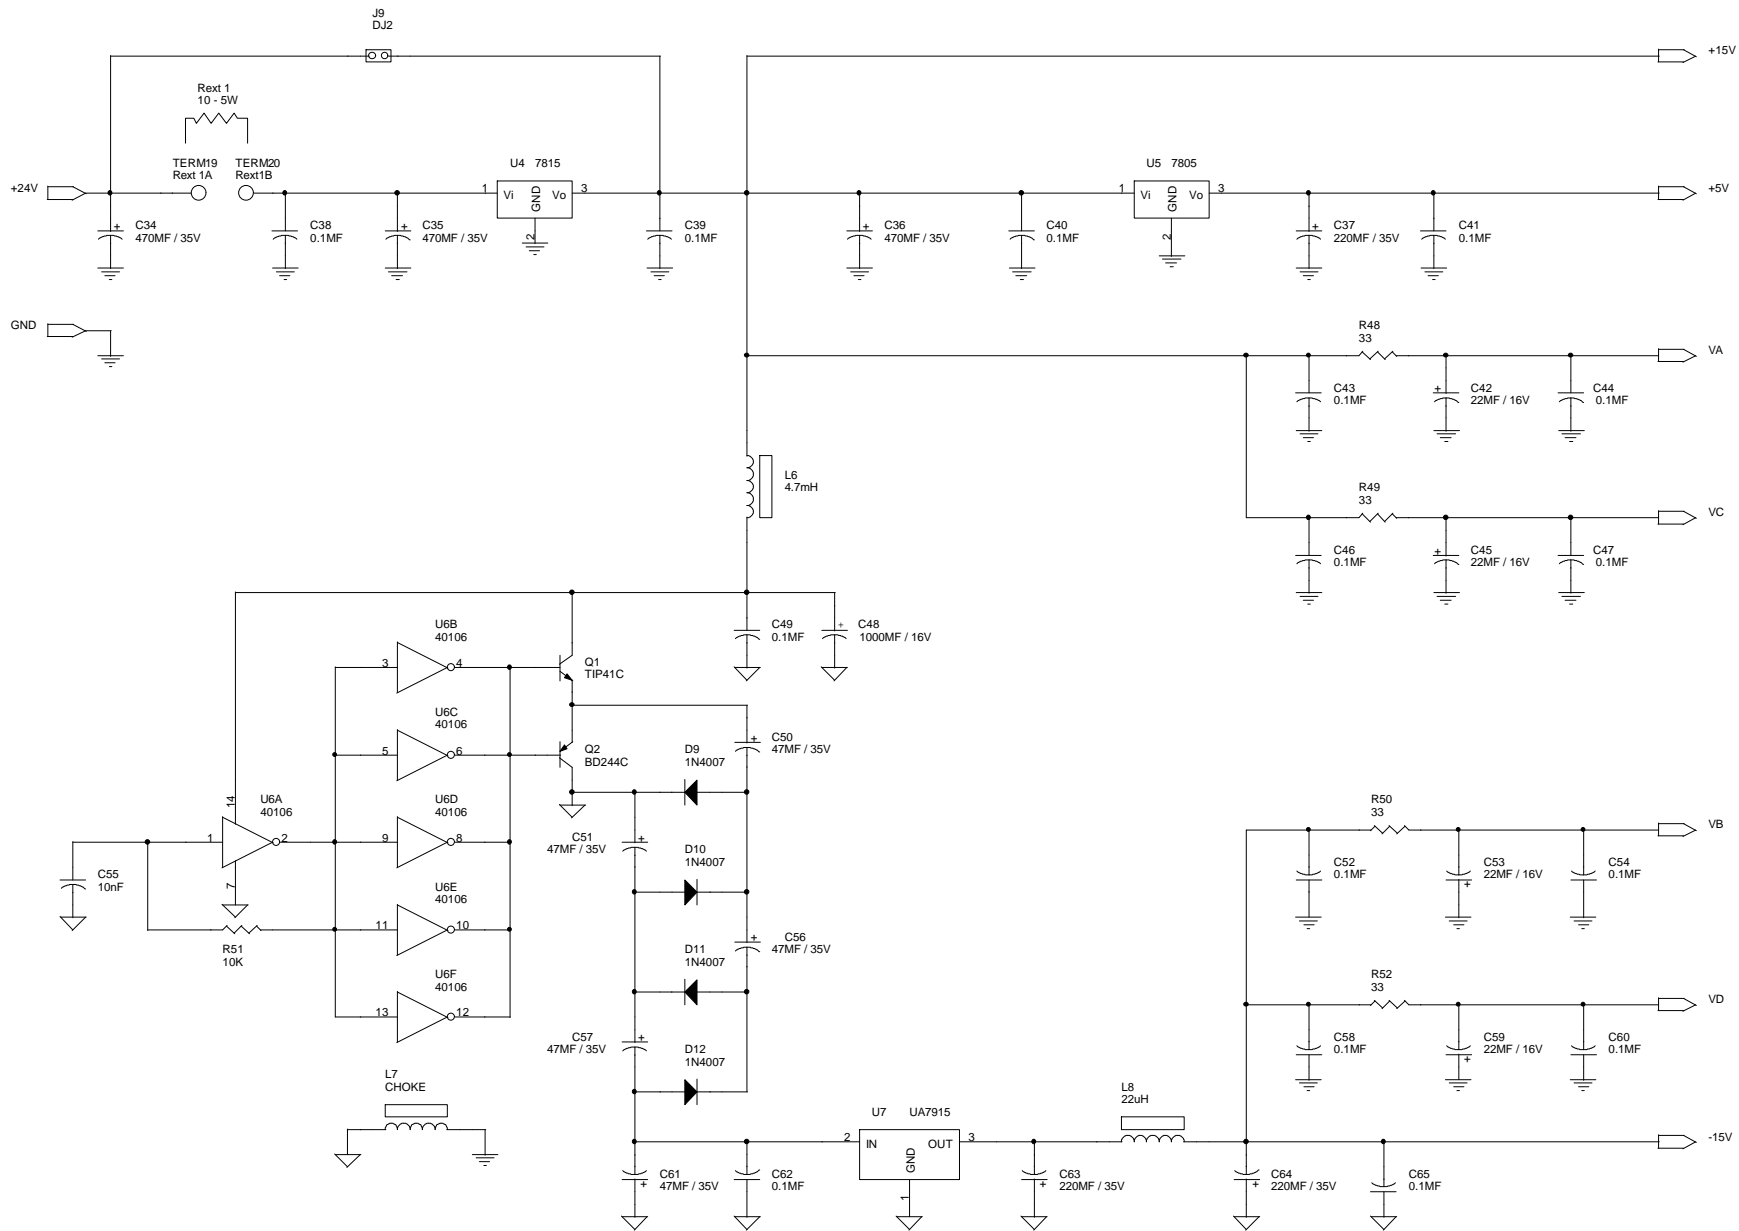 J9
DJ2
+15V
Rext 1
10 - 5W
TERM19
Rext 1A
TERM20
Rext1B
U4 7815
U5 7805
+24V
1
Vi
GND
Vo
3
2
1
Vi
GND
Vo
3
2
+5V
C34
470MF / 35V
C38
0.1MF
C35
470MF / 35V
C39
0.1MF
C36
470MF / 35V
C40
0.1MF
C37
220MF / 35V
C41
0.1MF
GND
R48
33
VA
C43
0.1MF
C42
22MF / 16V
C44
0.1MF
L6
4.7mH
R49
33
VC
C46
0.1MF
C45
22MF / 16V
C47
0.1MF
U6B
40106
3
4
C49
0.1MF
C48
1000MF / 16V
Q1
TIP41C
U6C
40106
5
6
Q2
BD244C
C50
47MF / 35V
D9
1N4007
U6A
40106
14
1
2
7
U6D
40106
9
8
C51
47MF / 35V
D10
1N4007
R50
33
VB
C52
0.1MF
C53
22MF / 16V
C54
0.1MF
C55
10nF
U6E
40106
11
10
R51
10K
D11
1N4007
C56
47MF / 35V
U6F
40106
13
12
R52
33
VD
C57
47MF / 35V
D12
1N4007
C58
0.1MF
C59
22MF / 16V
C60
0.1MF
L7
CHOKE
L8
22uH
U7 UA7915
2
IN
GND
OUT
3
1
-15V
C61
47MF / 35V
C62
0.1MF
C63
220MF / 35V
C64
220MF / 35V
C65
0.1MF